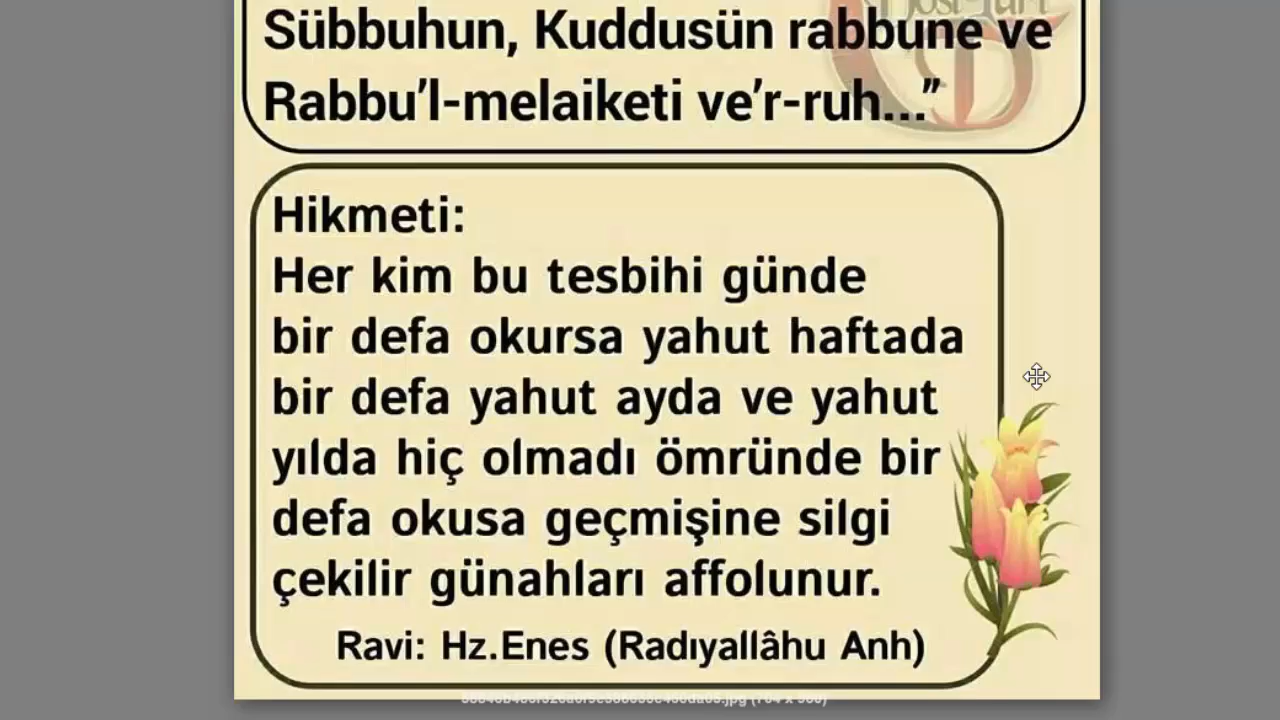 Sübbuhun, Kuddusün rabbune ve
Rabbu’l-melaiketi ve’r-ruh...”
Hikmeti:
Her kim bu tesbihi günde
bir defa okursa yahut haftada
bir defa yahut ayda ve yahut
yılda hiç olmadı ömründe bir
defa okusa geçmişine silgi
çekilir günahları affolunur.
Ravi: Hz.Enes (Radıyallâhu Anh)